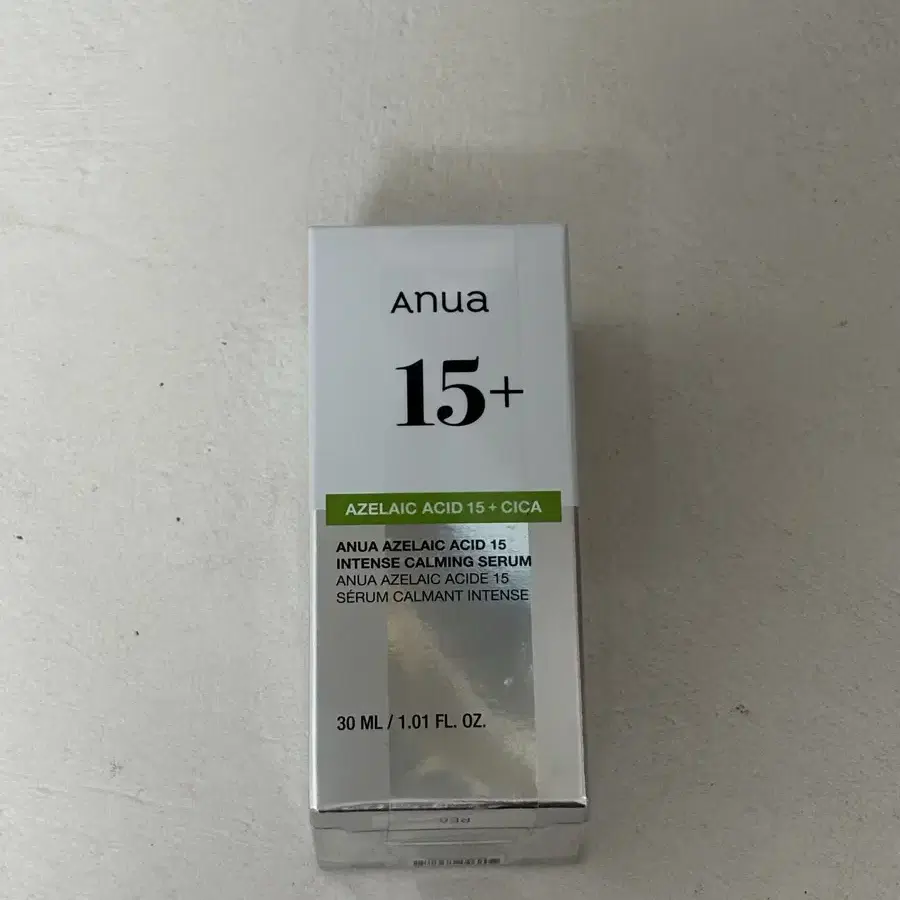 Anua
15+
AZELAIC ACID 15 + CICA
ANUA AZELAIC ACID 15
INTENSE CALMING SERUM
ANUA AZELAIC ACIDE 15
SÉRUM CALMANT INTENSE
30 ML / 1.01 FL. OZ.